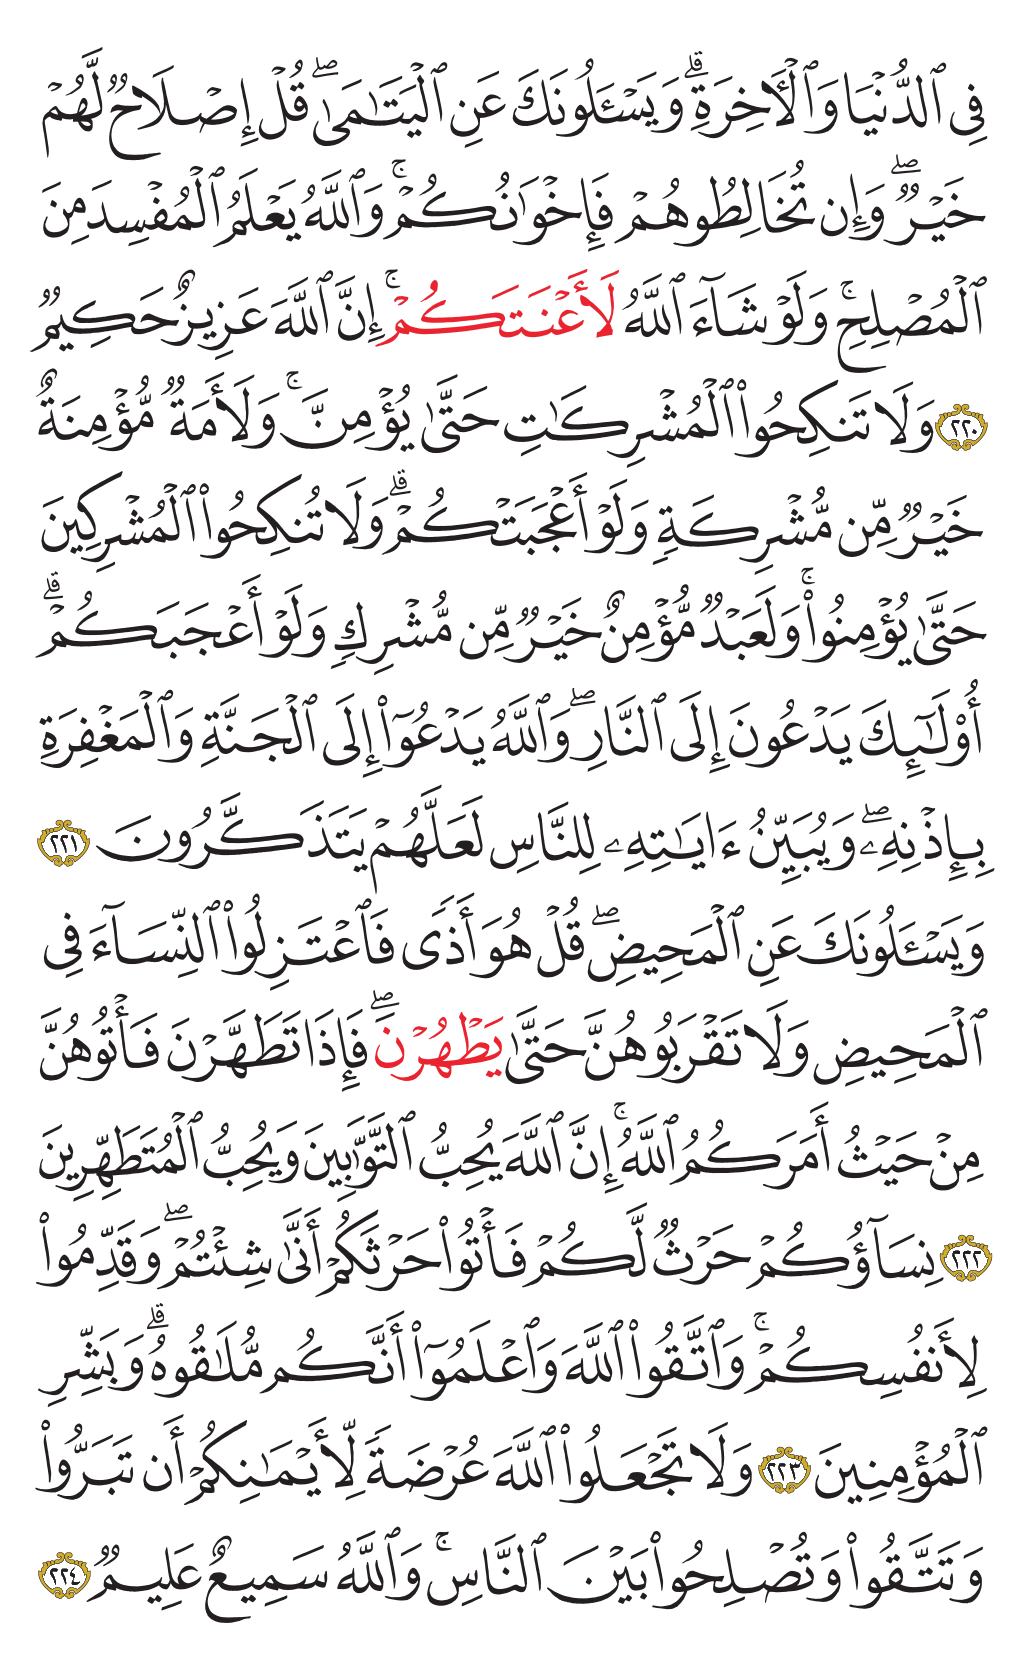 فِي ٱلدُّنْيَا وَٱلْأَخِرَةِۗ وَيَسْـَٔلُونَكَ عَنِ ٱلْيَتَٰمَىٰۖ قُلْ إِصْلَاحٌ لَّهُمْ
خَيْرٌۖ وَإِن تُخَالِطُوهُمْ فَإِخْوَٰنُكُمْۚ وَٱللَّهُ يَعْلَمُ ٱلْمُفْسِدَ مِنَ
ٱلْمُصْلِحِۚ وَلَوْ شَآءَ ٱللَّهُ لَأَعْنَتَكُمْۚ إِنَّ ٱللَّهَ عَزِيزٌ حَكِيمٌ
٢٢٠ وَلَا تَنكِحُوا۟ ٱلْمُشْرِكَٰتِ حَتَّىٰ يُؤْمِنَّۚ وَلَأَمَةٌ مُّؤْمِنَةٌ
خَيْرٌ مِّن مُّشْرِكَةٍ وَلَوْ أَعْجَبَتْكُمْۗ وَلَا تُنكِحُوا۟ ٱلْمُشْرِكِينَ
حَتَّىٰ يُؤْمِنُوا۟ۚ وَلَعَبْدٌ مُّؤْمِنٌ خَيْرٌ مِّن مُّشْرِكٍ وَلَوْ أَعْجَبَكُمْۗ
أُو۟لَٰٓئِكَ يَدْعُونَ إِلَى ٱلنَّارِۖ وَٱللَّهُ يَدْعُوٓا۟ إِلَى ٱلْجَنَّةِ وَٱلْمَغْفِرَةِ
بِإِذْنِهِۦۖ وَيُبَيِّنُ ءَايَٰتِهِۦ لِلنَّاسِ لَعَلَّهُمْ يَتَذَكَّرُونَ ٢٢١
وَيَسْـَٔلُونَكَ عَنِ ٱلْمَحِيضِۖ قُلْ هُوَ أَذًى فَٱعْتَزِلُوا۟ ٱلنِّسَآءَ فِي
ٱلْمَحِيضِ وَلَا تَقْرَبُوهُنَّ حَتَّىٰ يَطْهُرْنَۖ فَإِذَا تَطَهَّرْنَ فَأْتُوهُنَّ
مِنْ حَيْثُ أَمَرَكُمُ ٱللَّهُۚ إِنَّ ٱللَّهَ يُحِبُّ ٱلتَّوَّٰبِينَ وَيُحِبُّ ٱلْمُتَطَهِّرِينَ
٢٢٢ نِسَآؤُكُمْ حَرْثٌ لَّكُمْ فَأْتُوا۟ حَرْثَكُمْ أَنَّىٰ شِئْتُمْۖ وَقَدِّمُوا۟
لِأَنفُسِكُمْۚ وَٱتَّقُوا۟ ٱللَّهَ وَٱعْلَمُوٓا۟ أَنَّكُم مُّلَٰقُوهُۗ وَبَشِّرِ
ٱلْمُؤْمِنِينَ ٢٢٣ وَلَا تَجْعَلُوا۟ ٱللَّهَ عُرْضَةً لِّأَيْمَٰنِكُمْ أَن تَبَرُّوا۟
وَتَتَّقُوا۟ وَتُصْلِحُوا۟ بَيْنَ ٱلنَّاسِۚ وَٱللَّهُ سَمِيعٌ عَلِيمٌ ٢٢٤